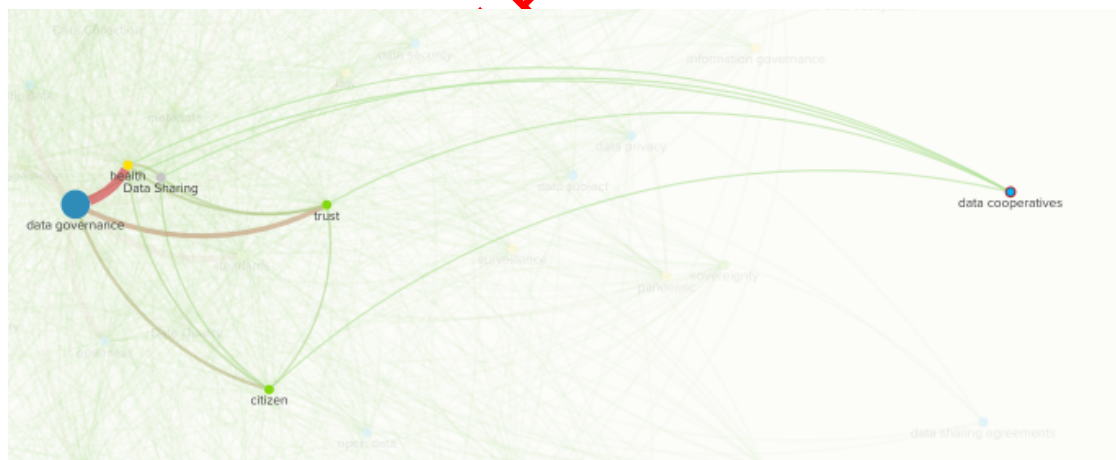 data security
information governance
data privacy
data subject
health
Data Sharing
data cooperatives
trust
data governance
surveillance
sovereignty
pandemic
citizen
data sharing agreements
open data